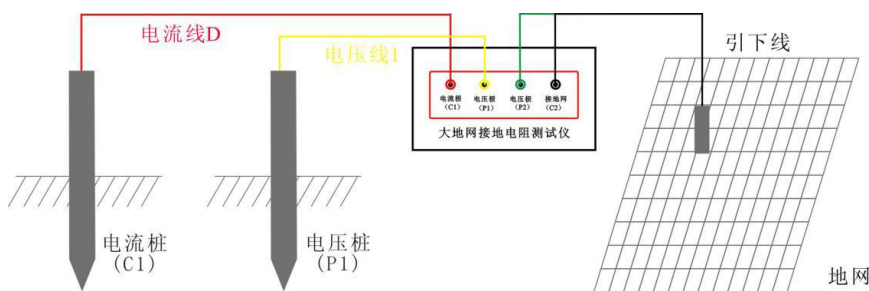 电流线D
电压线1
引下线
电流桩
(C1)
电压桩
(P1)
电压极
(P2)
接地网
(C2)
大地网接地电阻测试仪
电流桩
(C1)
电压桩
(P1)
地网